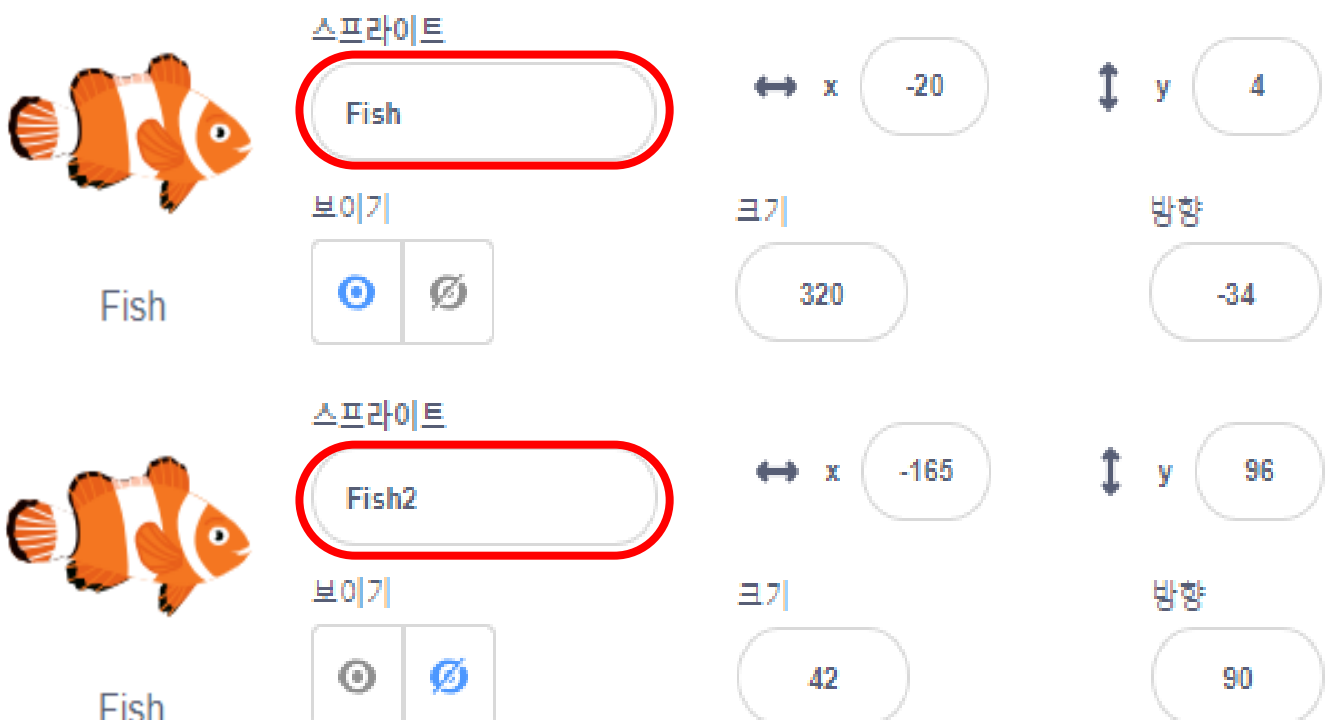 스프라이트
Fish
x -20
y 4
보이기
크기
방향
Fish
320
-34
스프라이트
Fish2
x -165
y 96
보이기
크기
방향
Fish
42
90